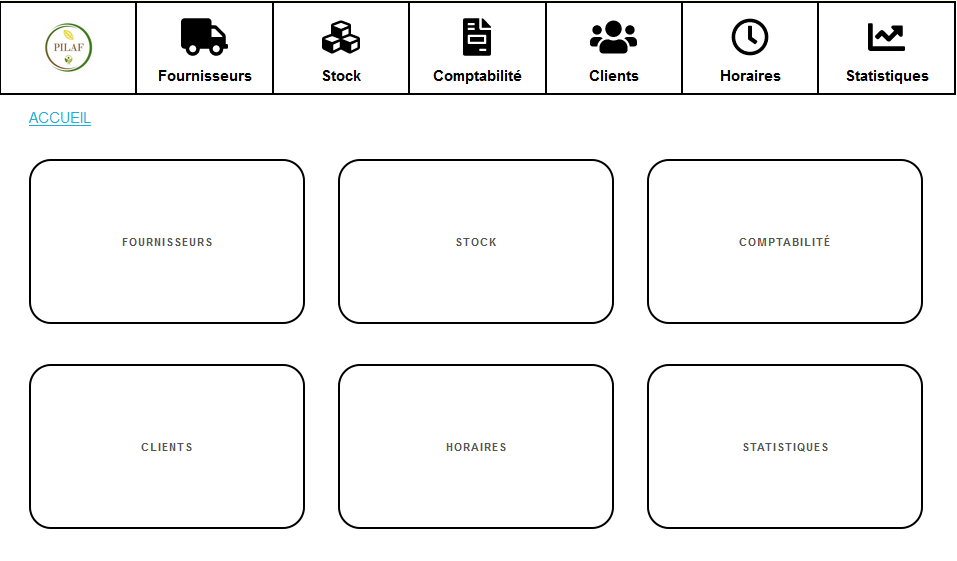 PILAF
Fournisseurs
Stock
Comptabilité
Clients
Horaires
Statistiques
ACCUEIL
FOURNISSEURS
STOCK
COMPTABILITÉ
CLIENTS
HORAIRES
STATISTIQUES